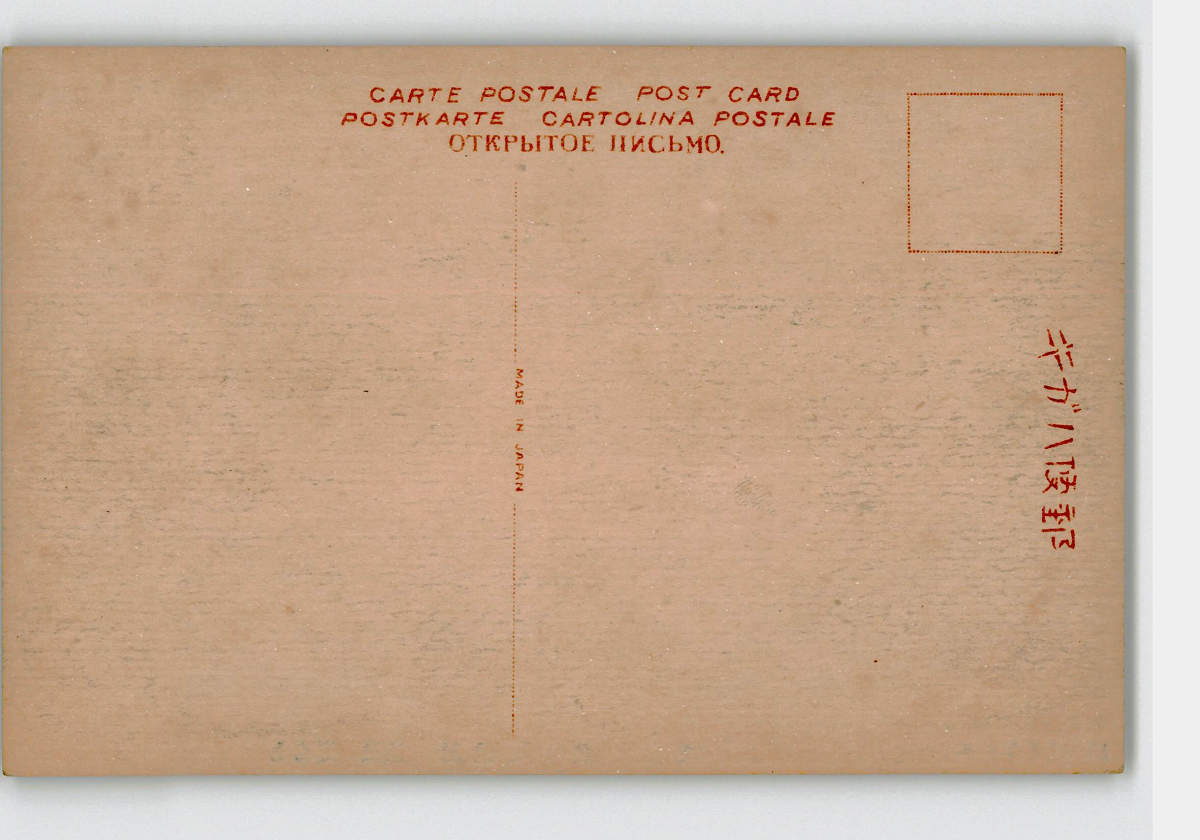 CARTE POSTALE POST CARD
POSTKARTE CARTOLINA POSTALE
ОТКРЫТОЕ ПИСЬМО.
MADE IN JAPAN
郵便ハガキ